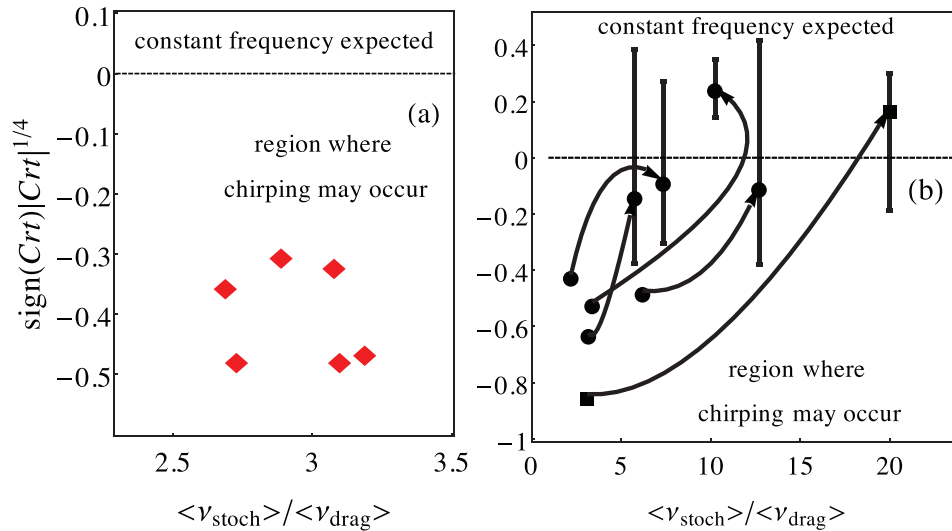 sign(Crt)|Crt|^1/4
0.1
0
−0.1
−0.2
−0.3
−0.4
−0.5
constant frequency expected
(a)
region where
chirping may occur
2.5
3
3.5
<ν_stoch>/<ν_drag>
0.4
0.2
0
−0.2
−0.4
−0.6
−0.8
−1
constant frequency expected
(b)
region where
chirping may occur
0
5
10
15
20
<ν_stoch>/<ν_drag>